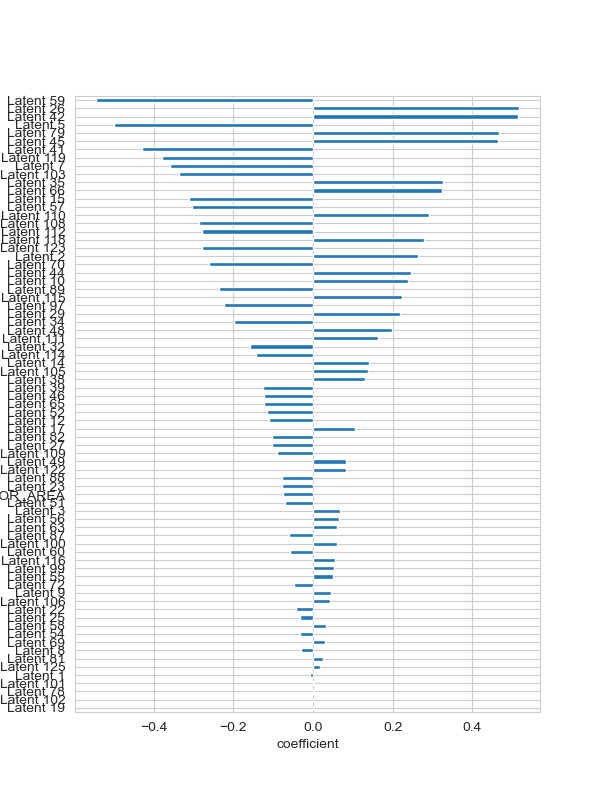 Latent 59
Latent 26
Latent 42
Latent 5
Latent 79
Latent 45
Latent 41
Latent 119
Latent 7
Latent 103
Latent 35
Latent 66
Latent 15
Latent 57
Latent 110
Latent 108
Latent 112
Latent 118
Latent 123
Latent 2
Latent 70
Latent 44
Latent 10
Latent 89
Latent 115
Latent 97
Latent 29
Latent 34
Latent 48
Latent 111
Latent 32
Latent 114
Latent 14
Latent 105
Latent 38
Latent 39
Latent 46
Latent 65
Latent 52
Latent 12
Latent 17
Latent 82
Latent 27
Latent 109
Latent 49
Latent 122
Latent 88
Latent 23
OR_AREA
Latent 51
Latent 3
Latent 56
Latent 63
Latent 87
Latent 100
Latent 60
Latent 116
Latent 99
Latent 55
Latent 72
Latent 9
Latent 106
Latent 22
Latent 25
Latent 58
Latent 54
Latent 69
Latent 8
Latent 81
Latent 125
Latent 1
Latent 101
Latent 78
Latent 102
Latent 19
−0.4 −0.2 0.0 0.2 0.4
coefficient